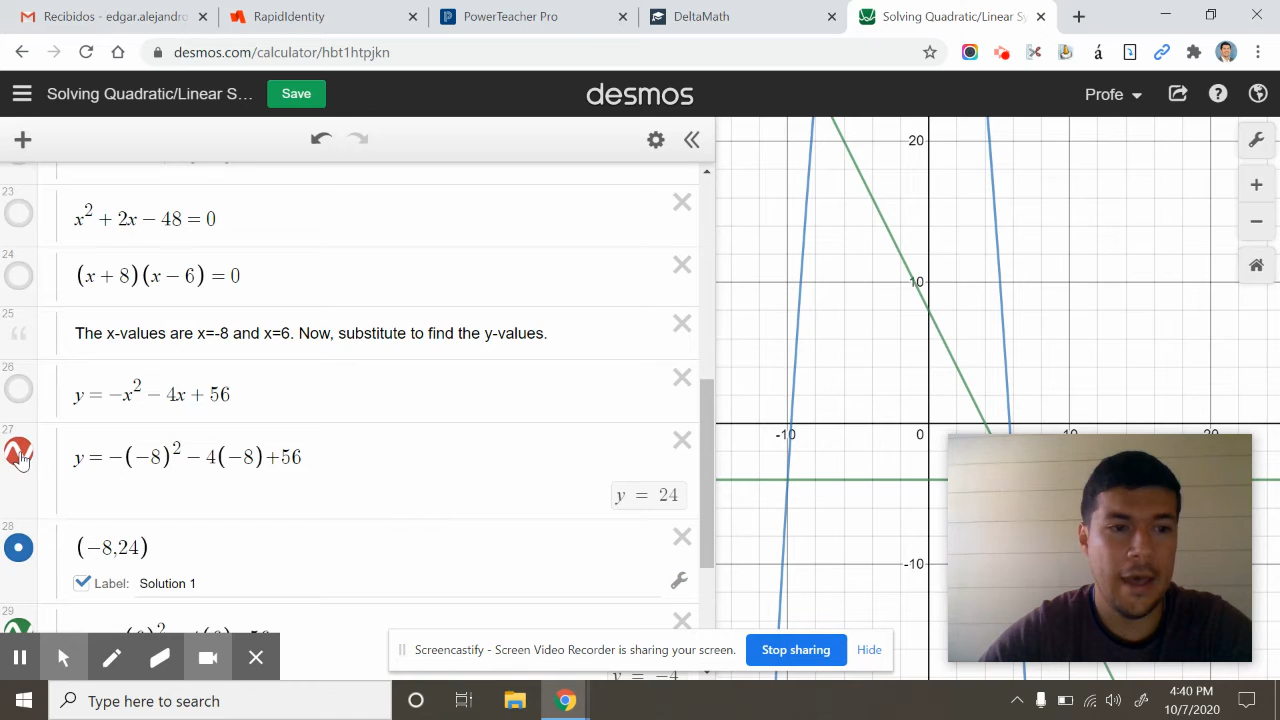 Recibidos - edgar.alejandro
RapidIdentity
PowerTeacher Pro
DeltaMath
Solving Quadratic/Linear Sy
desmos.com/calculator/hbt1htpjkn
Solving Quadratic/Linear S...
Save
desmos
Profe
23
x² + 2x − 48 = 0
24
(x + 8)(x − 6) = 0
25
The x-values are x=-8 and x=6. Now, substitute to find the y-values.
26
y = −x² − 4x + 56
27
y = −(−8)² − 4(−8)+56
y = 24
28
(−8,24)
Label: Solution 1
29
y = −4
20
10
-10
0
10
20
-10
Screencastify - Screen Video Recorder is sharing your screen.
Stop sharing
Hide
Type here to search
4:40 PM
10/7/2020